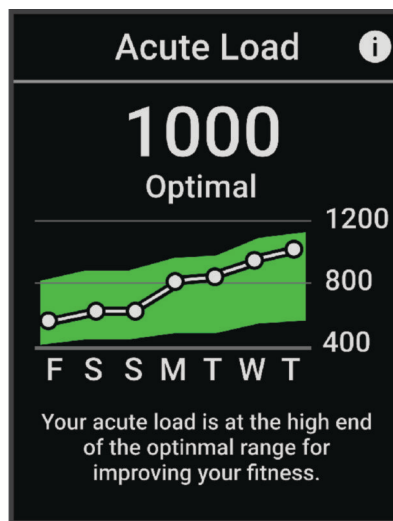 Acute Load i
1000
Optimal
1200
800
400
F S S M T W T
Your acute load is at the high end
of the optinmal range for
improving your fitness.